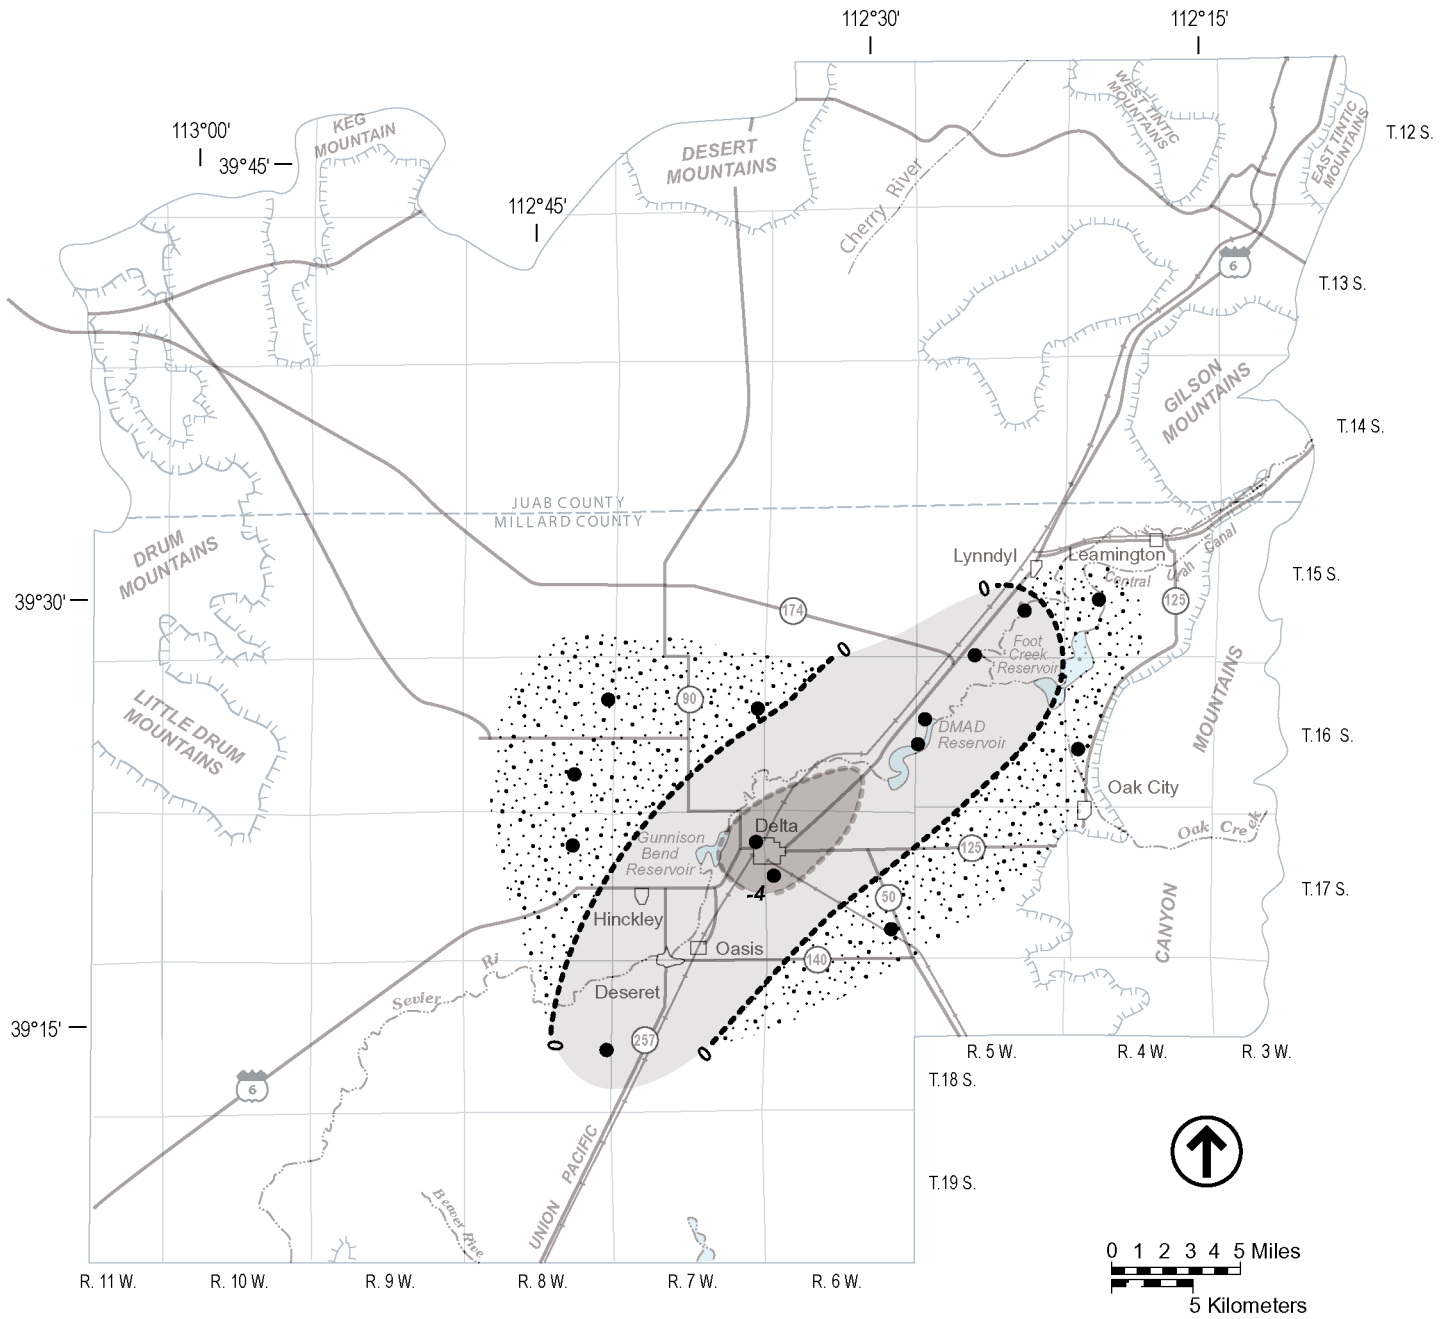 112°30'
112°15'
WEST TINTIC
MOUNTAINS
EAST TINTIC
MOUNTAINS
T.12 S.
KEG
MOUNTAIN
113°00'
39°45'
DESERT
MOUNTAINS
Cherry River
112°45'
6
T.13 S.
GILSON
MOUNTAINS
T.14 S.
JUAB COUNTY
MILLARD COUNTY
DRUM
MOUNTAINS
Lynndyl
Leamington
Central Utah Canal
T.15 S.
39°30'
174
125
0
0
Foot
Creek
Reservoir
90
LITTLE DRUM
MOUNTAINS
DMAD
Reservoir
MOUNTAINS
T.16 S.
Oak City
Oak Creek
Delta
Gunnison
Bend
Reservoir
125
-4
50
T.17 S.
Hinckley
CANYON
Oasis
140
Sevier Ri
Deseret
39°15'
257
0
0
R. 5 W.
R. 4 W.
R. 3 W.
6
T.18 S.
UNION PACIFIC
T.19 S.
Beaver Rive
R. 11 W.
R. 10 W.
R. 9 W.
R. 8 W.
R. 7 W.
R. 6 W.
0 1 2 3 4 5 Miles
5 Kilometers